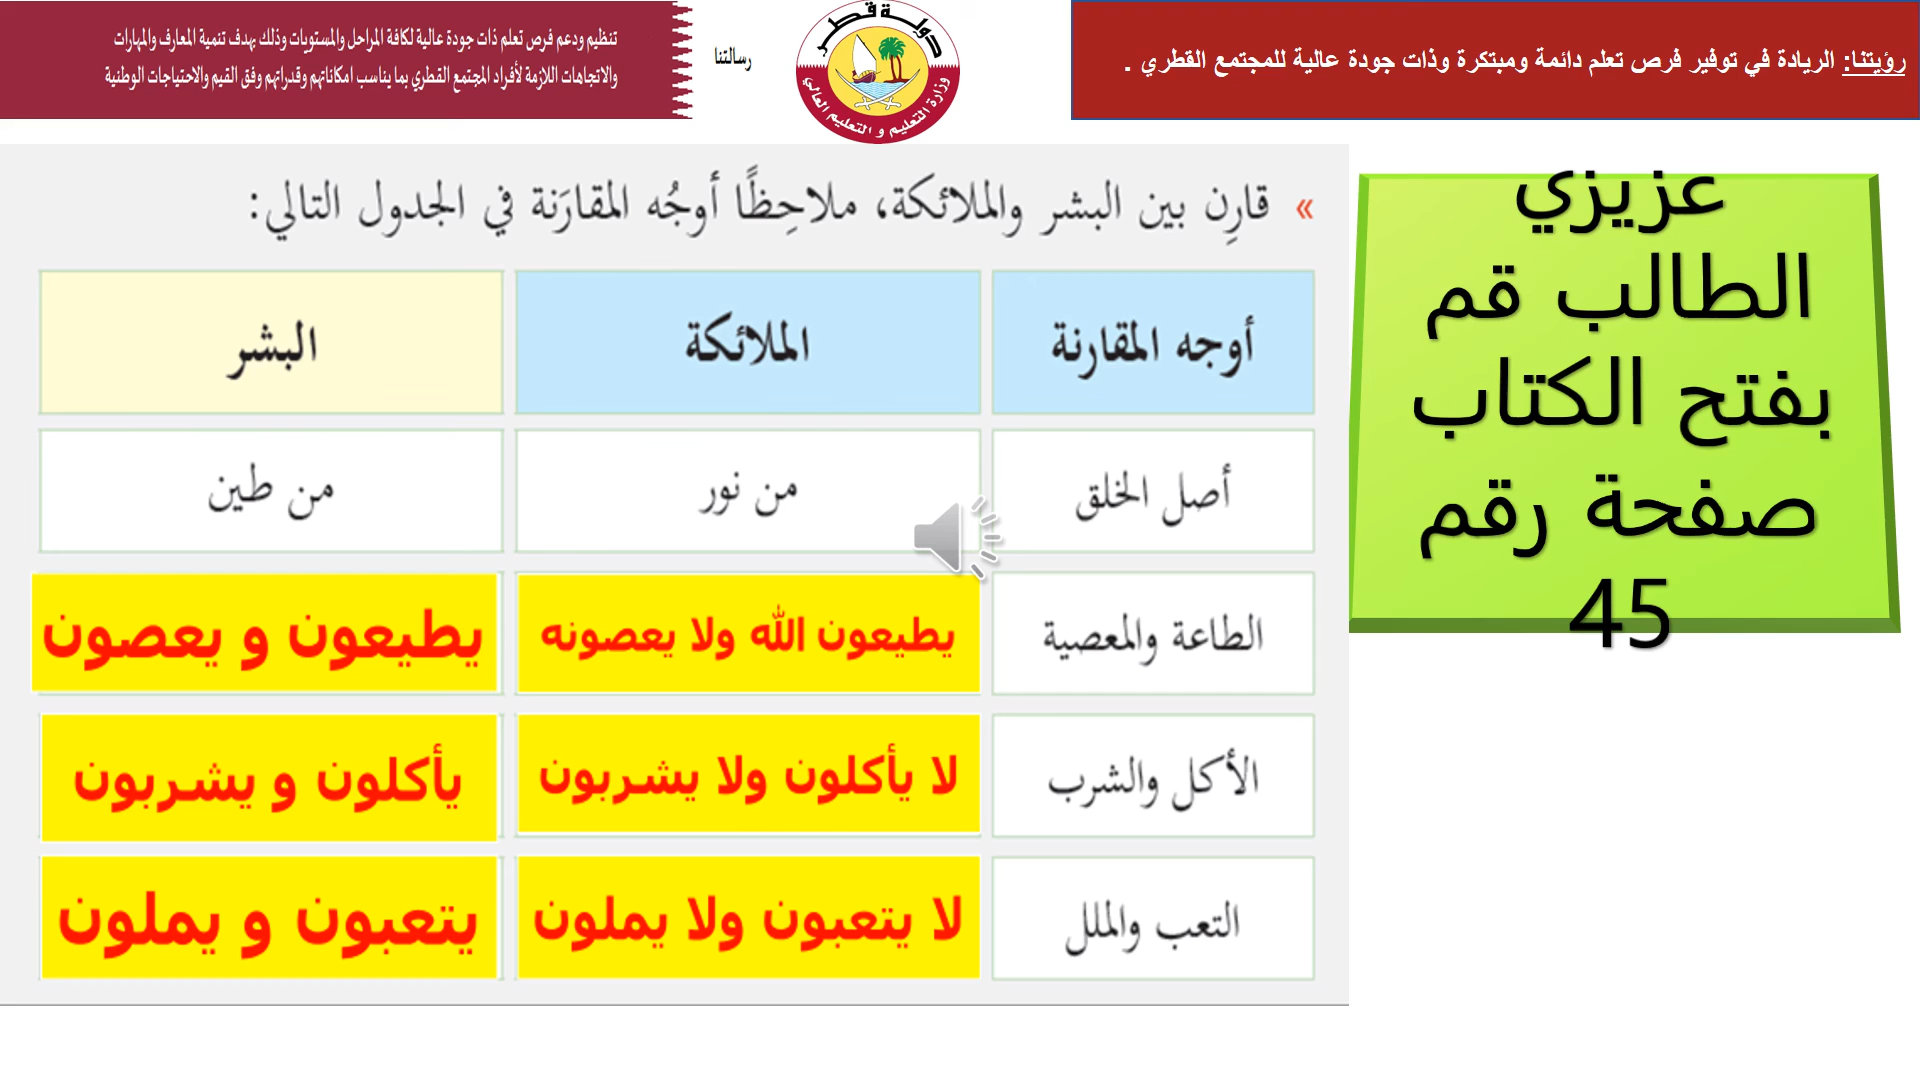 رؤيتنا: الريادة في توفير فرص تعلم دائمة ومبتكرة وذات جودة عالية للمجتمع القطري .
دولـة قـطـر
وزارة التعليم و التعليم العالي
رسالتنا
تنظيم ودعم فرص تعلم ذات جودة عالية لكافة المراحل والمستويات وذلك بهدف تنمية المعارف والمهارات
والاتجاهات اللازمة لأفراد المجتمع القطري بما يناسب امكاناتهم وقدراتهم وفق القيم والاحتياجات الوطنية
عزيزي
الطالب قم
بفتح الكتاب
صفحة رقم
45
» قارِن بين البشر والملائكة، ملاحِظًا أوجُه المقارَنة في الجدول التالي:
أوجه المقارنة الملائكة البشر
أصل الخلق من نور من طين
الطاعة والمعصية يطيعون الله ولا يعصونه يطيعون و يعصون
الأكل والشرب لا يأكلون ولا يشربون يأكلون و يشربون
التعب والملل لا يتعبون ولا يملون يتعبون و يملون